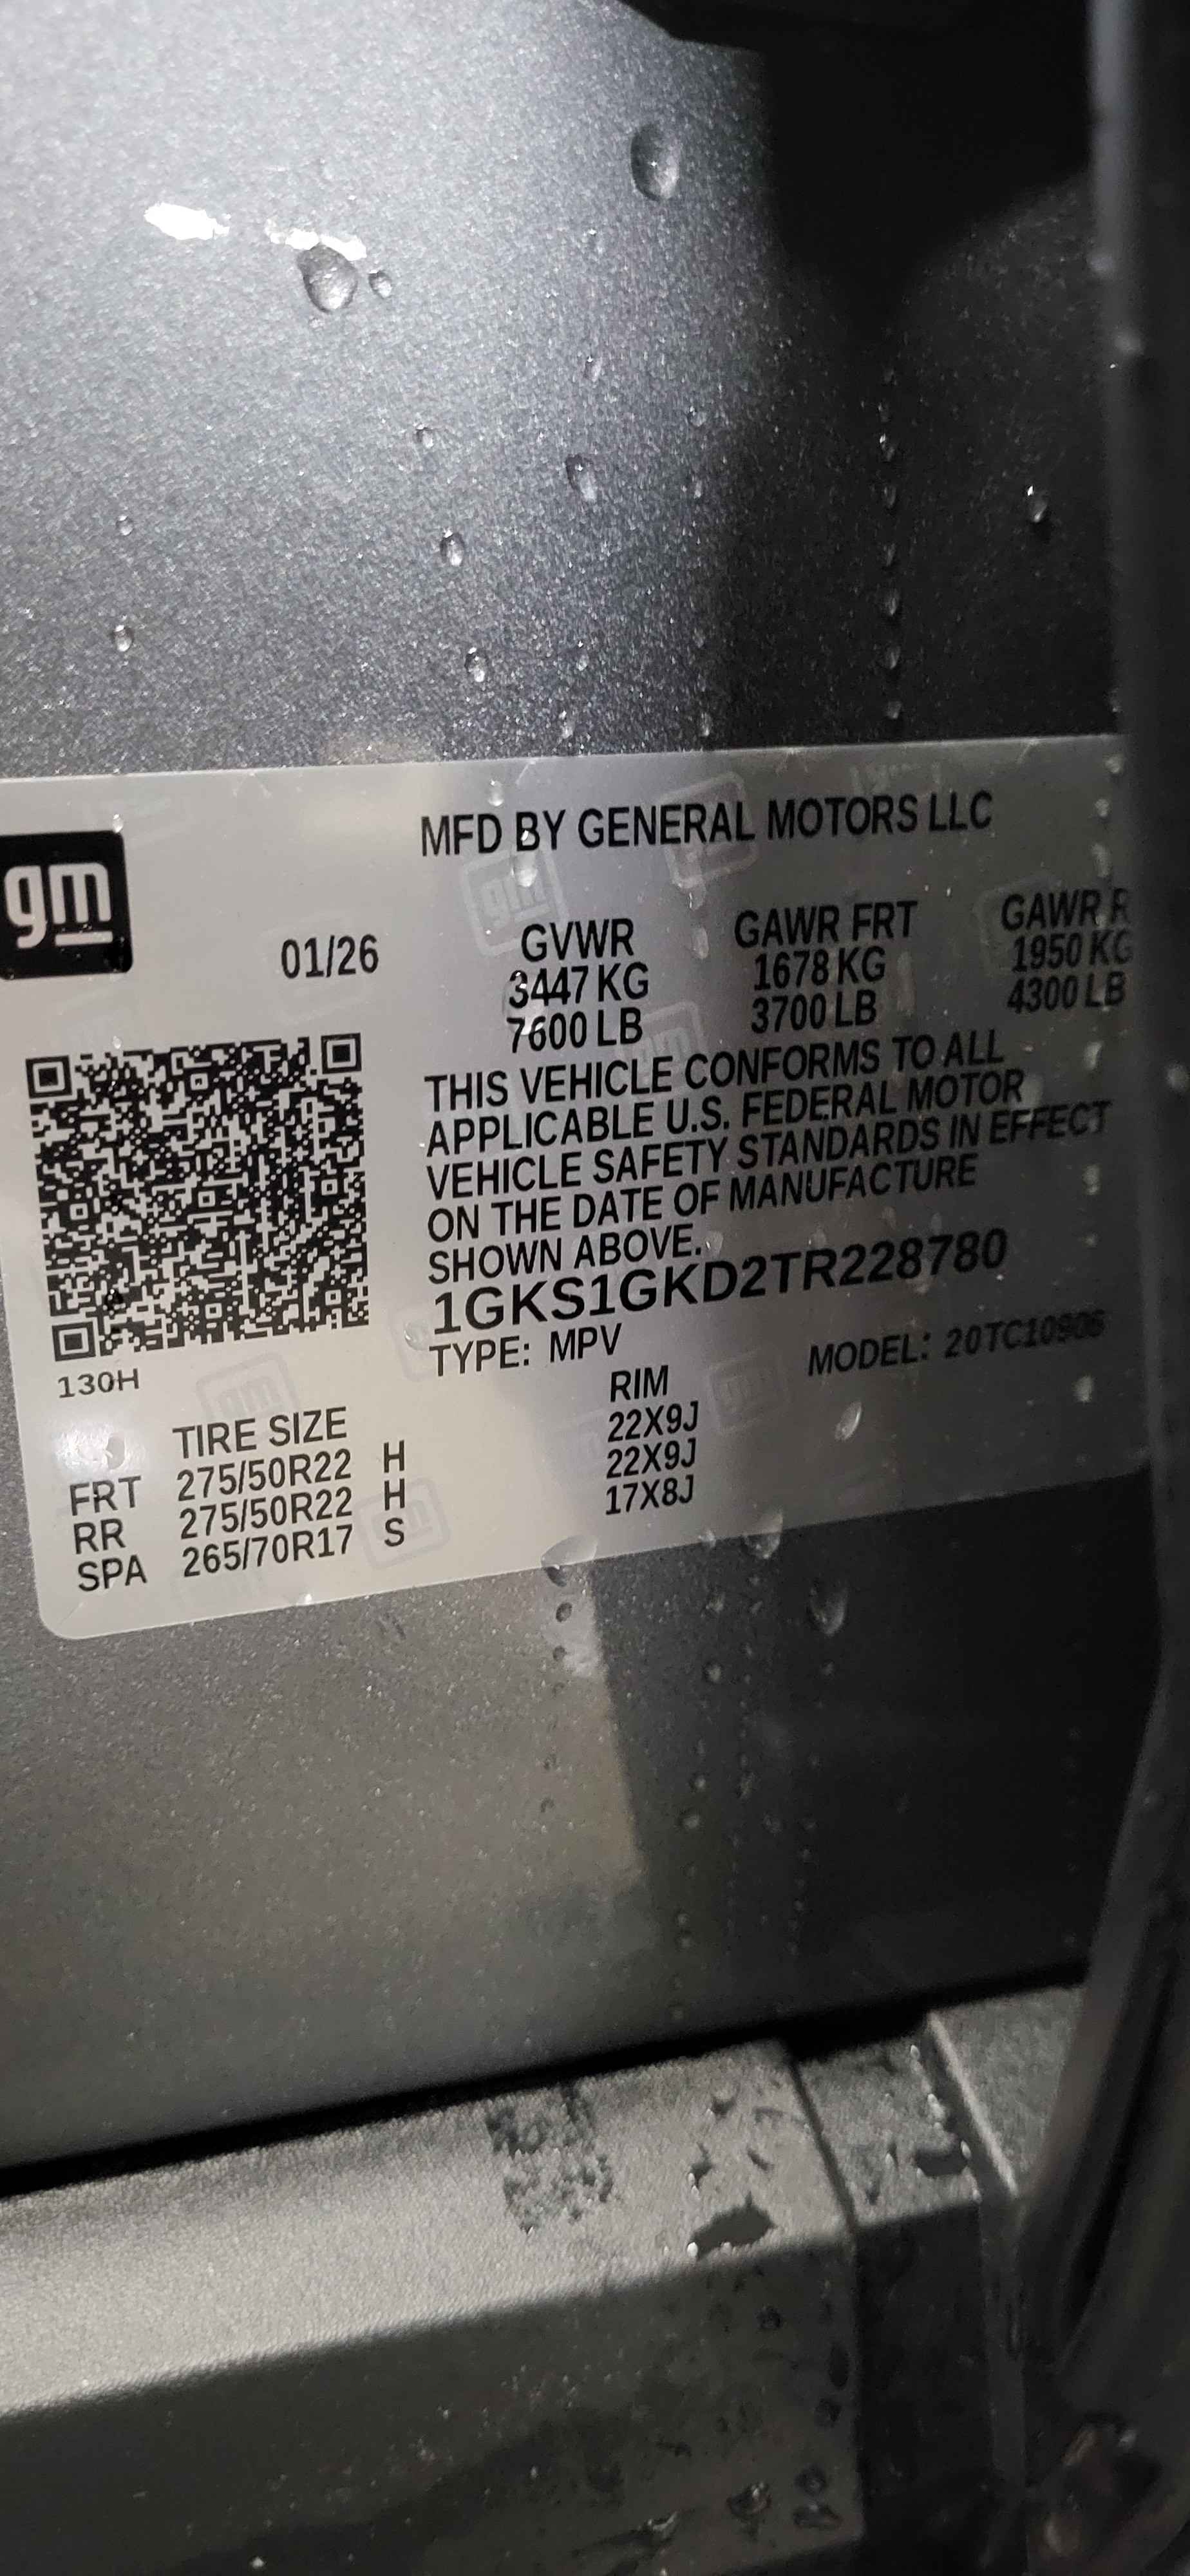 gm
MFD BY GENERAL MOTORS LLC
01/26
GVWR GAWR FRT GAWR R
3447 KG 1678 KG 1950 KG
7600 LB 3700 LB 4300 LB
THIS VEHICLE CONFORMS TO ALL
APPLICABLE U.S. FEDERAL MOTOR
VEHICLE SAFETY STANDARDS IN EFFECT
ON THE DATE OF MANUFACTURE
SHOWN ABOVE.
1GKS1GKD2TR228780
TYPE: MPV MODEL: 20TC10906
130H
TIRE SIZE RIM
FRT 275/50R22 H 22X9J
RR 275/50R22 H 22X9J
SPA 265/70R17 S 17X8J